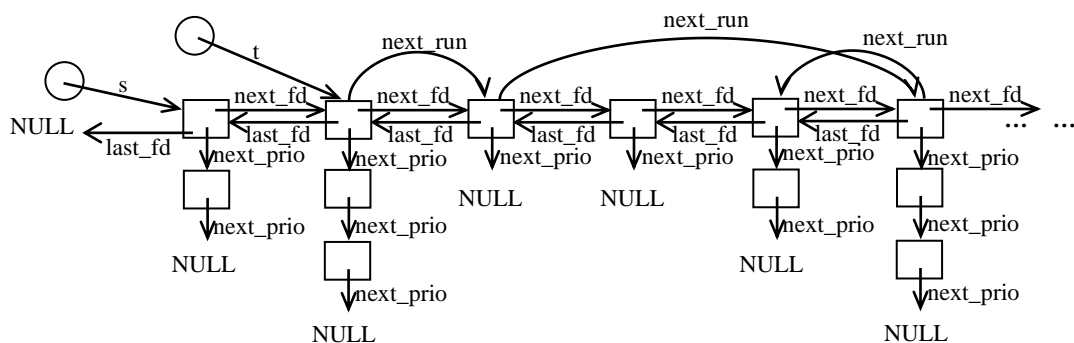 next_run
next_run
next_run
t
s
next_fd next_fd next_fd next_fd next_fd next_fd
NULL
last_fd last_fd last_fd last_fd last_fd last_fd
... ...
next_prio next_prio next_prio next_prio next_prio next_prio
NULL NULL
next_prio next_prio next_prio next_prio
NULL NULL
next_prio next_prio
NULL NULL